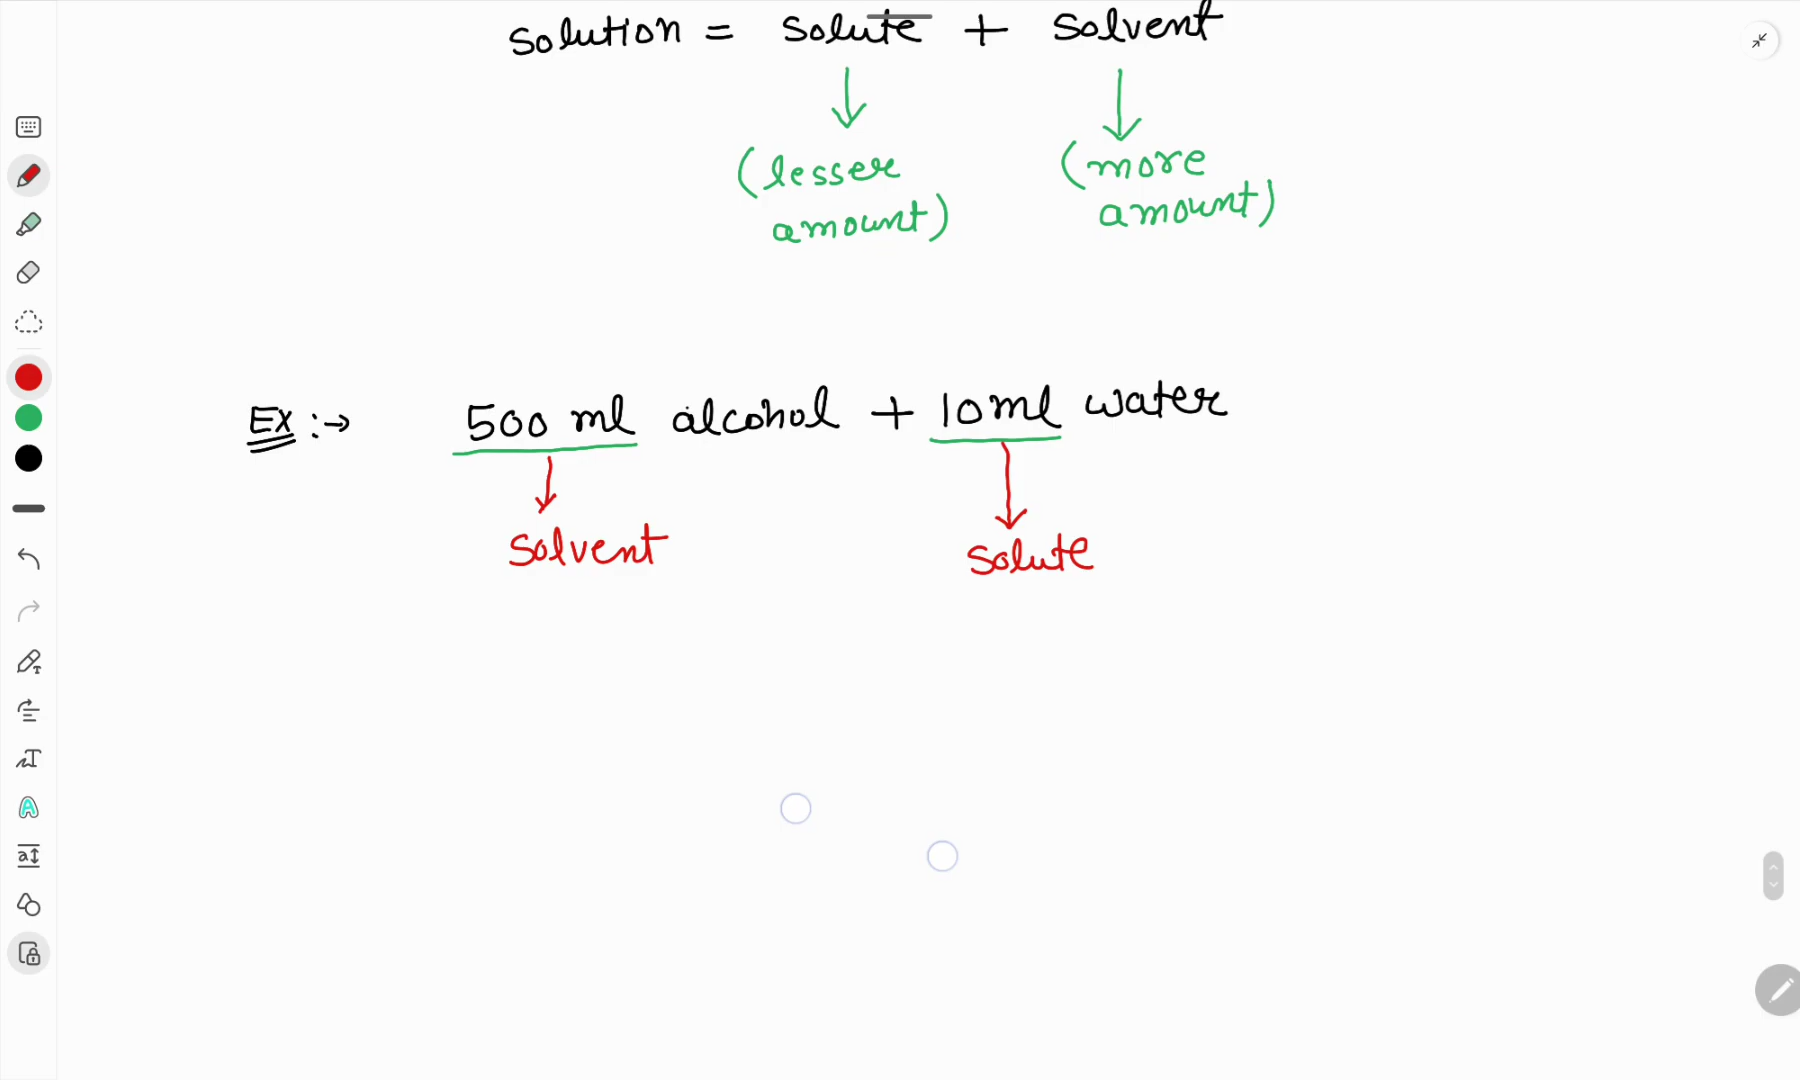 Solution = Solute + Solvent
(lesser amount)
(more amount)
Ex :→ 500 ml alcohol + 10ml water
Solvent
Solute